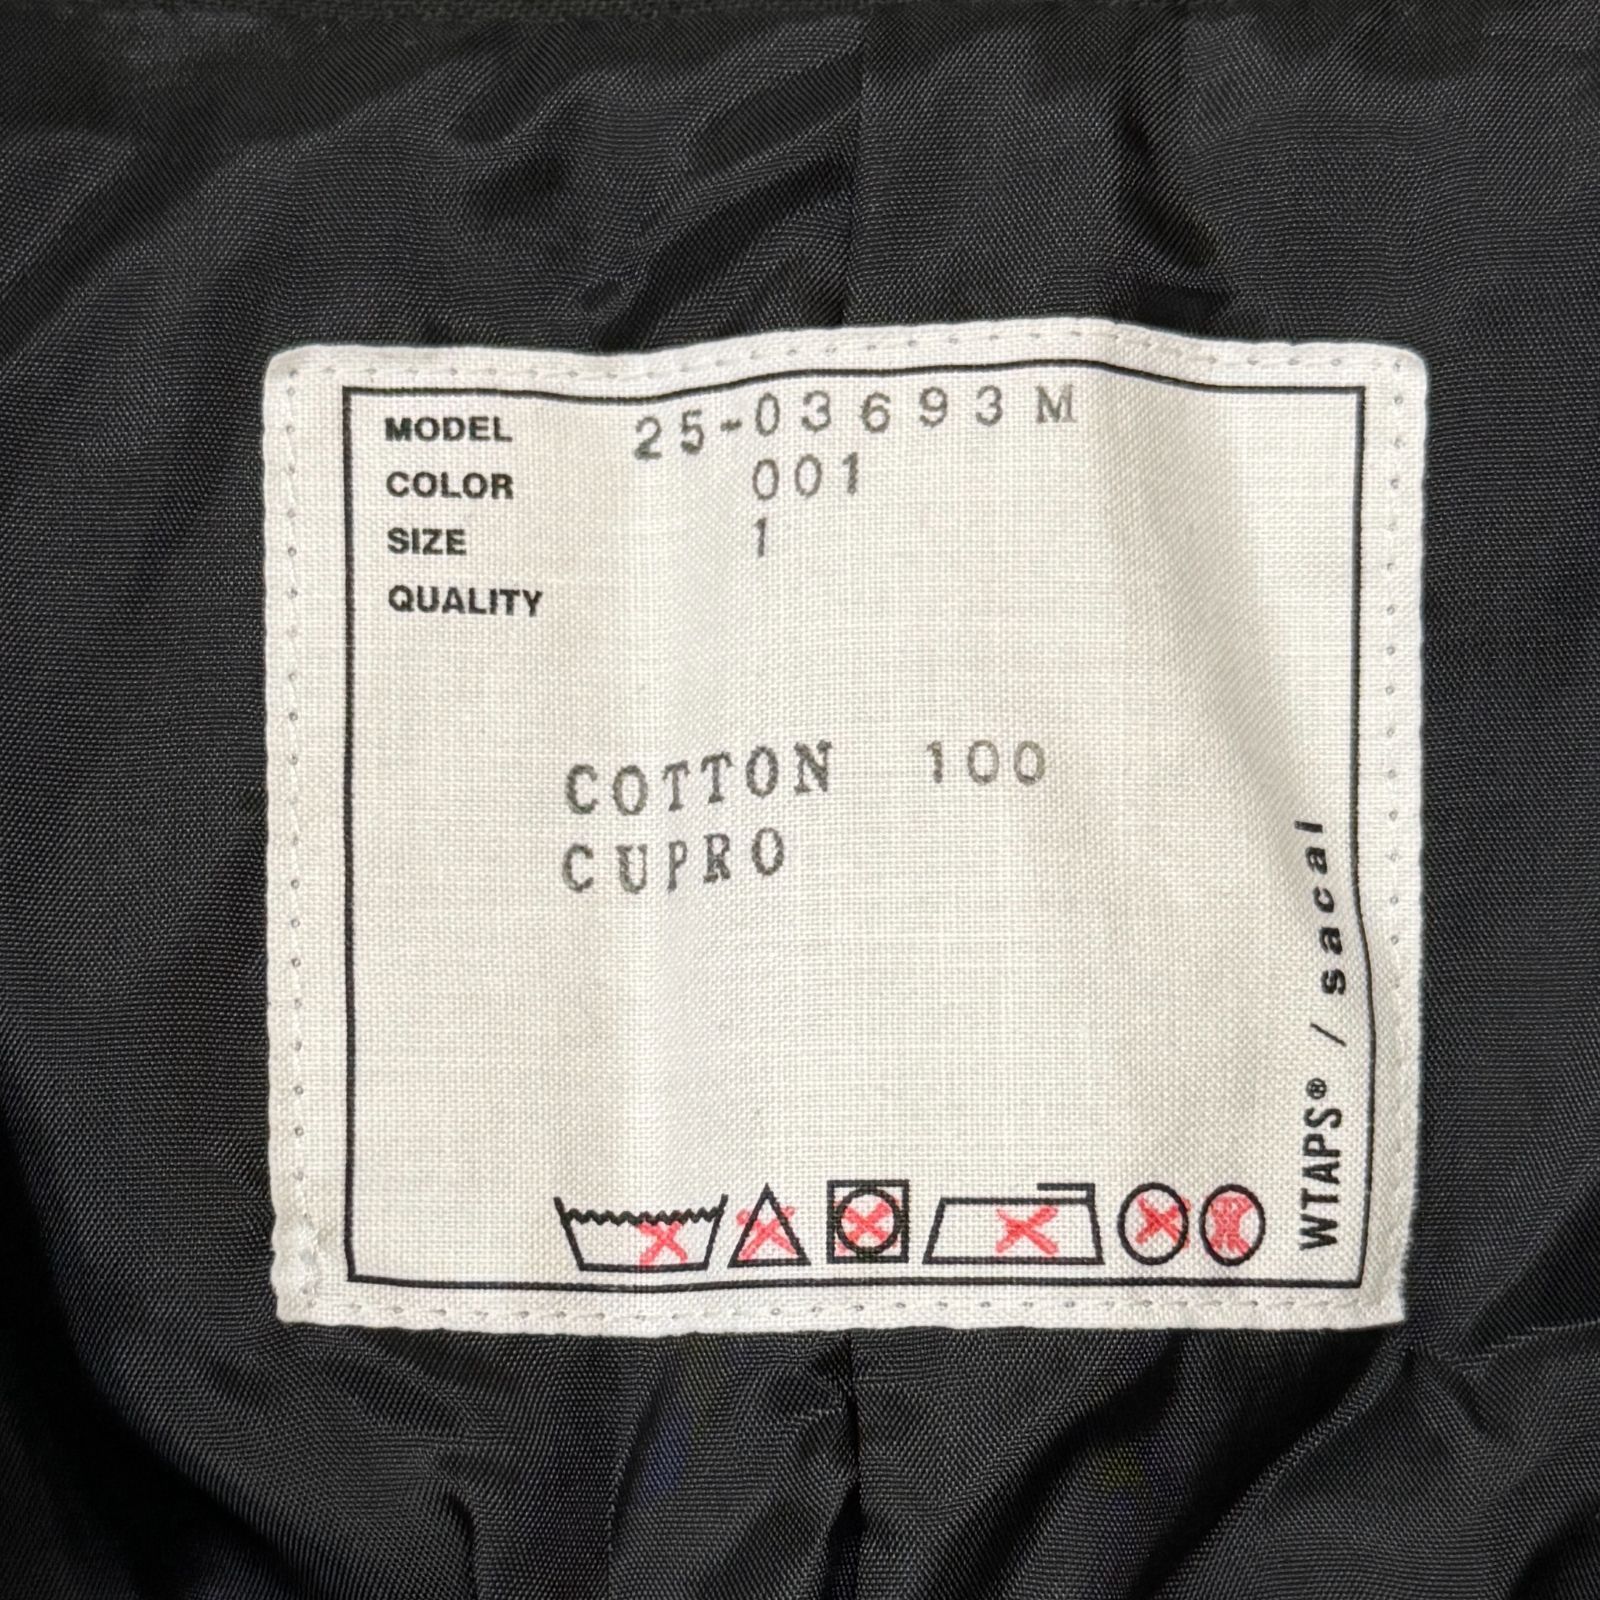 MODEL 25-03693M
COLOR 001
SIZE 1
QUALITY
COTTON 100
CUPRO
WTAPS® / sacai